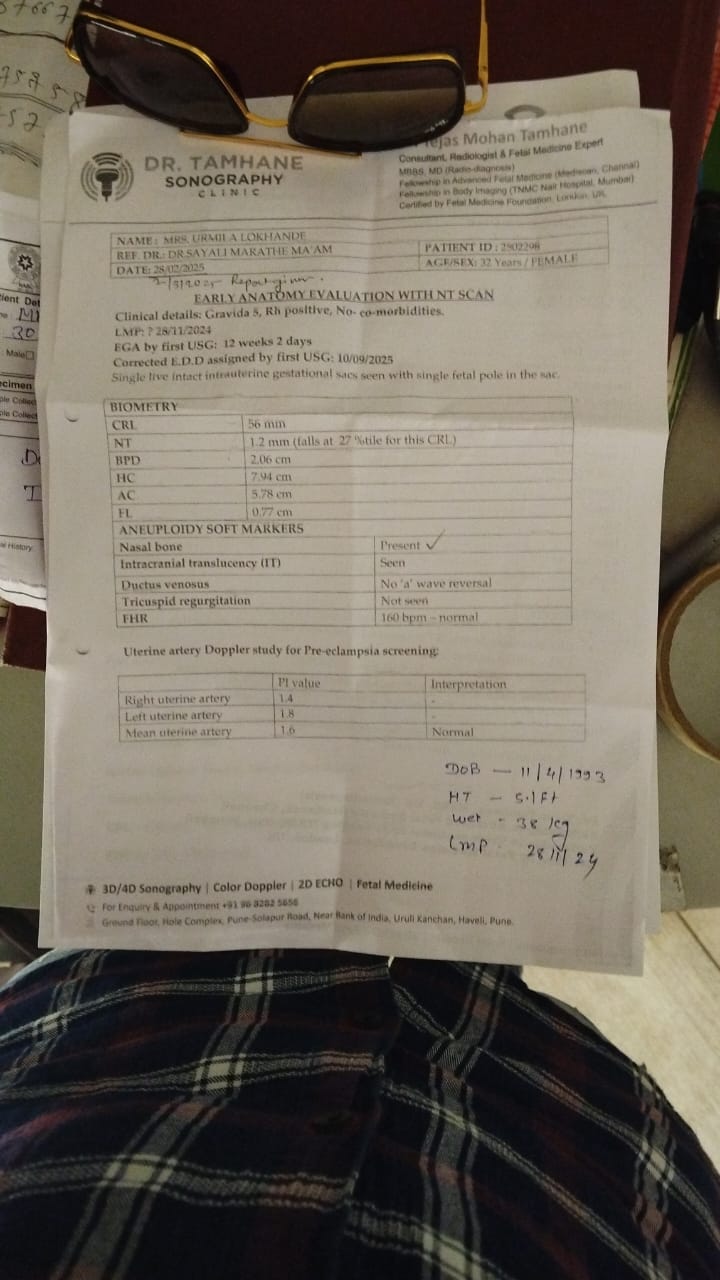 57667
DR. TAMHANE
SONOGRAPHY
CLINIC
ejas Mohan Tamhane
Consultant, Radiologist & Fetal Medicine Expert
MBBS, MD (Radio-diagnosis)
Fellowship in Advanced Fetal Medicine (Mediscan, Chennai)
Fellowship in Body Imaging (TNMC Nair Hospital, Mumbai)
Certified by Fetal Medicine Foundation, London, UK
NAME : MRS. URMILA LOKHANDE
REF. DR.: DR.SAYALI MARATHE MA'AM
PATIENT ID : 2802298
DATE: 28/02/2025
AGE/SEX: 32 Years / FEMALE
Report given.
EARLY ANATOMY EVALUATION WITH NT SCAN
Clinical details: Gravida 5, Rh positive, No- co-morbidities.
LMP: ? 28/11/2024
EGA by first USG: 12 weeks 2 days
Corrected E.D.D assigned by first USG: 10/09/2025
Single live intact intrauterine gestational sacs seen with single fetal pole in the sac.
BIOMETRY
CRL 56 mm
NT 1.2 mm (falls at 27 %tile for this CRL)
BPD 2.06 cm
HC 7.94 cm
AC 5.78 cm
FL 0.77 cm
ANEUPLOIDY SOFT MARKERS
Nasal bone Present ✓
Intracranial translucency (IT) Seen
Ductus venosus No 'a' wave reversal
Tricuspid regurgitation Not seen
FHR 160 bpm – normal
Uterine artery Doppler study for Pre-eclampsia screening:
PI value Interpretation
Right uterine artery 1.4 -
Left uterine artery 1.8 -
Mean uterine artery 1.6 Normal
DOB — 11/4/1993
HT - 5.1 Ft
wet - 38 kg
LMP - 28/11/24
3D/4D Sonography | Color Doppler | 2D ECHO | Fetal Medicine
For Enquiry & Appointment +91 96 8282 5656
Ground Floor, Hole Complex, Pune-Solapur Road, Near Bank of India, Uruli Kanchan, Haveli, Pune.